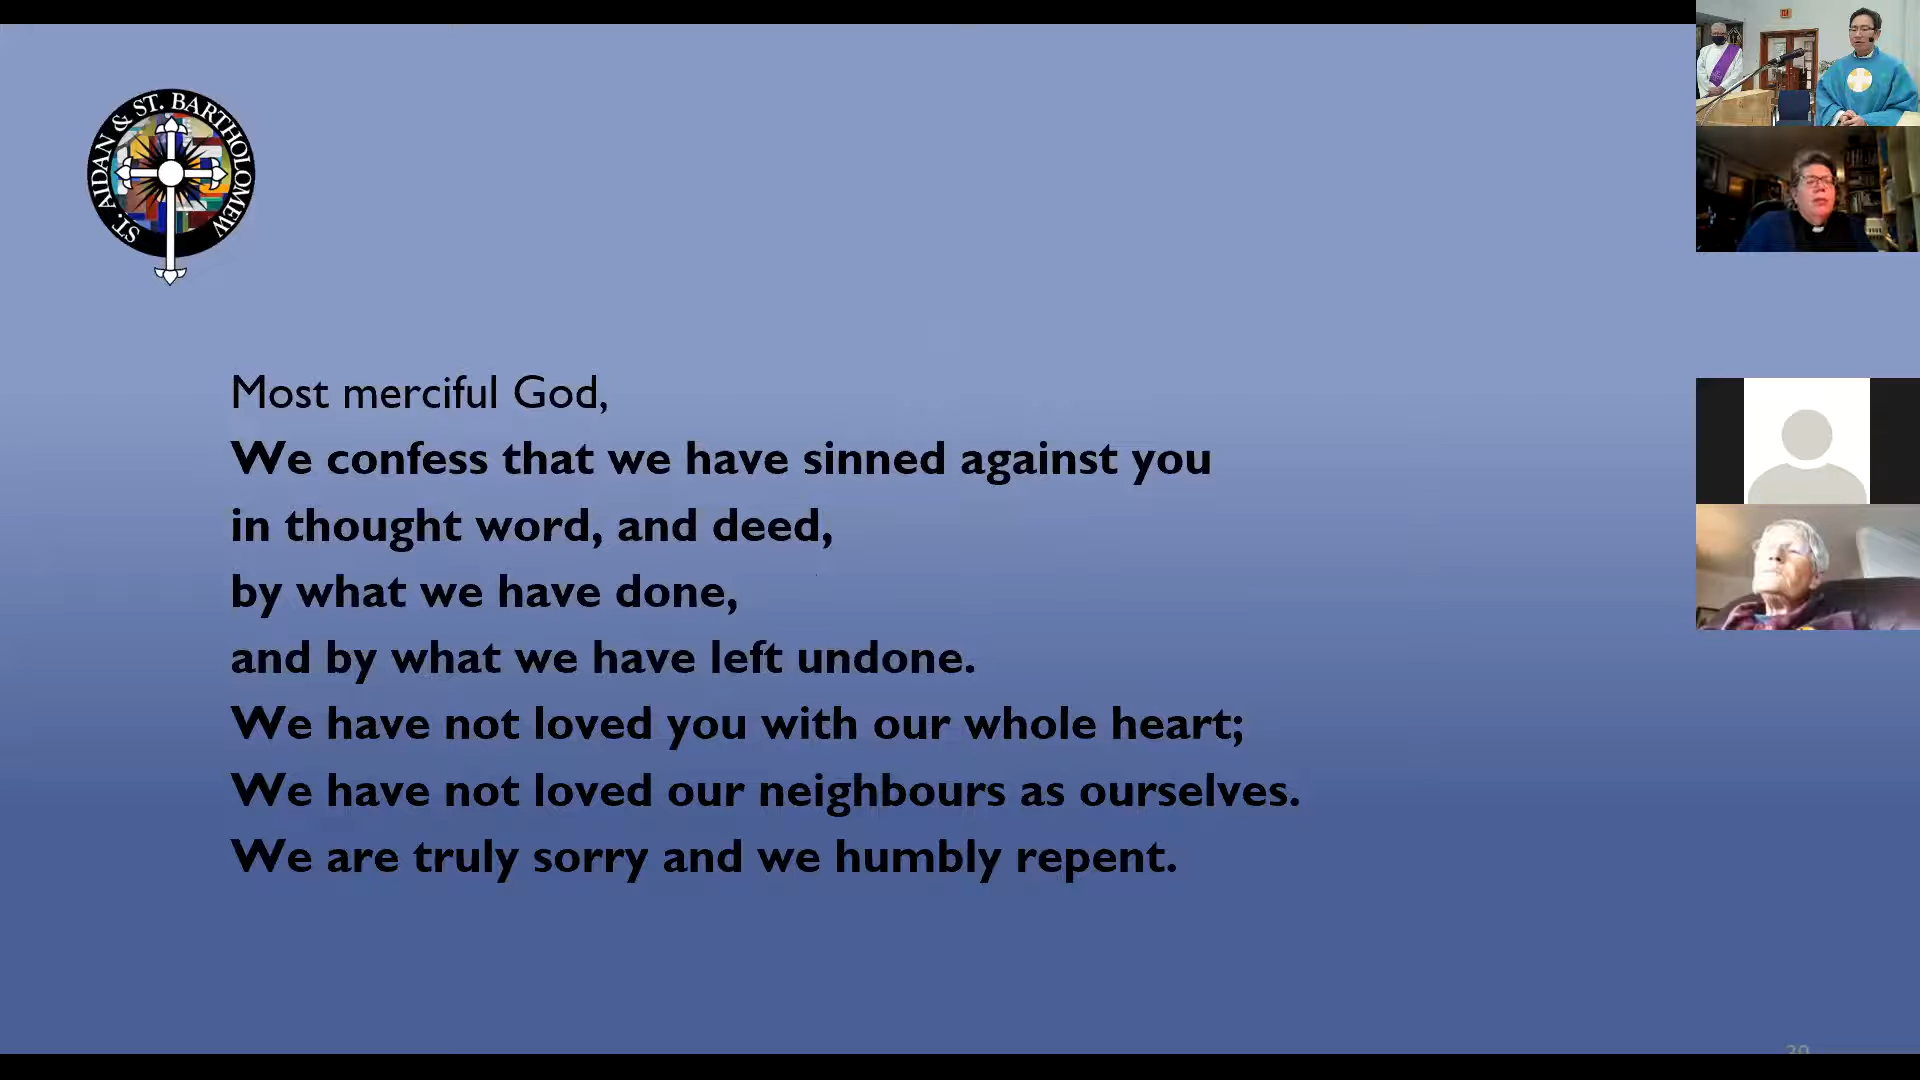 ST. AIDAN & ST. BARTHOLOMEW
Most merciful God,
We confess that we have sinned against you
in thought word, and deed,
by what we have done,
and by what we have left undone.
We have not loved you with our whole heart;
We have not loved our neighbours as ourselves.
We are truly sorry and we humbly repent.